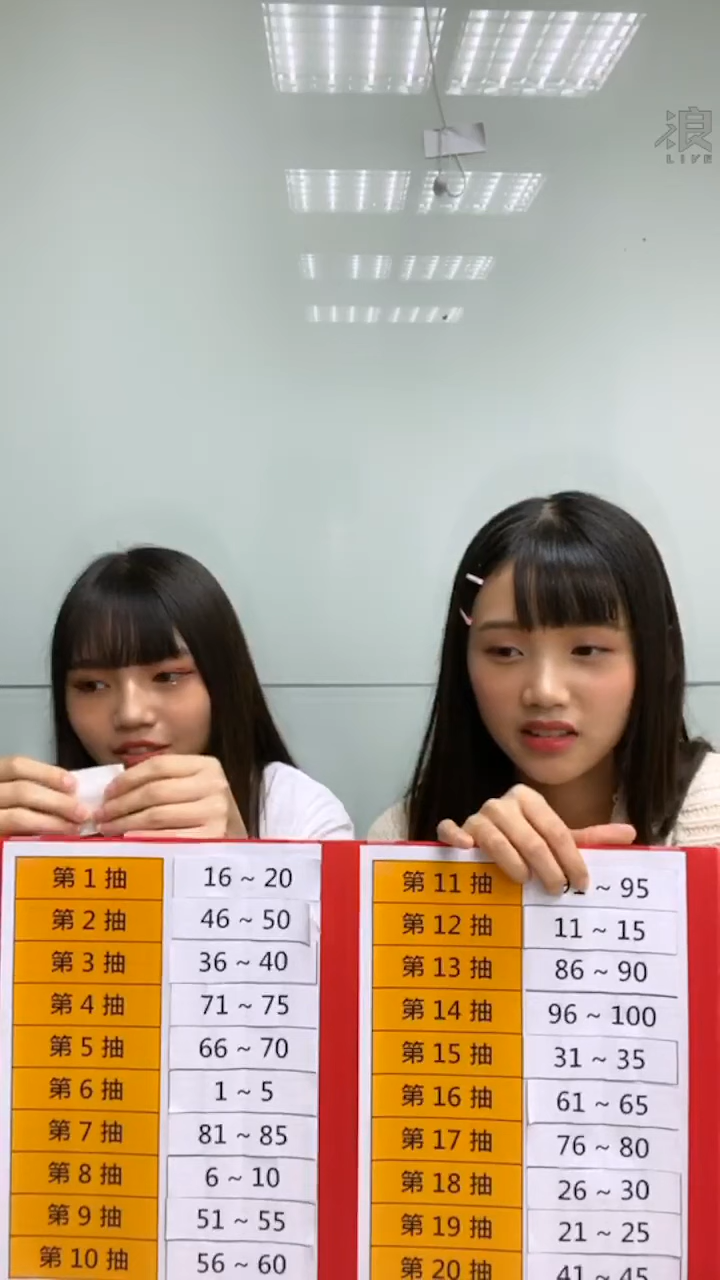 浪
LIVE
第 1 抽 16 ~ 20
第 2 抽 46 ~ 50
第 3 抽 36 ~ 40
第 4 抽 71 ~ 75
第 5 抽 66 ~ 70
第 6 抽 1 ~ 5
第 7 抽 81 ~ 85
第 8 抽 6 ~ 10
第 9 抽 51 ~ 55
第 10 抽 56 ~ 60
第 11 抽 ~ 95
第 12 抽 11 ~ 15
第 13 抽 86 ~ 90
第 14 抽 96 ~ 100
第 15 抽 31 ~ 35
第 16 抽 61 ~ 65
第 17 抽 76 ~ 80
第 18 抽 26 ~ 30
第 19 抽 21 ~ 25
第 20 抽 41 ~ 45